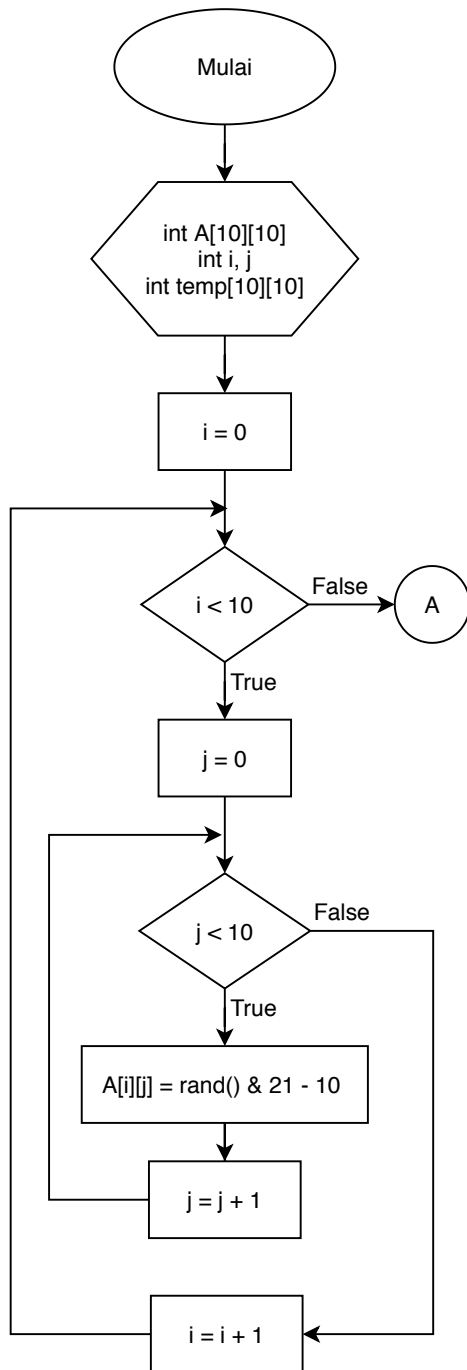 Mulai
int A[10][10]
int i, j
int temp[10][10]
i = 0
i < 10
False
A
True
j = 0
j < 10
False
True
A[i][j] = rand() & 21 - 10
j = j + 1
i = i + 1